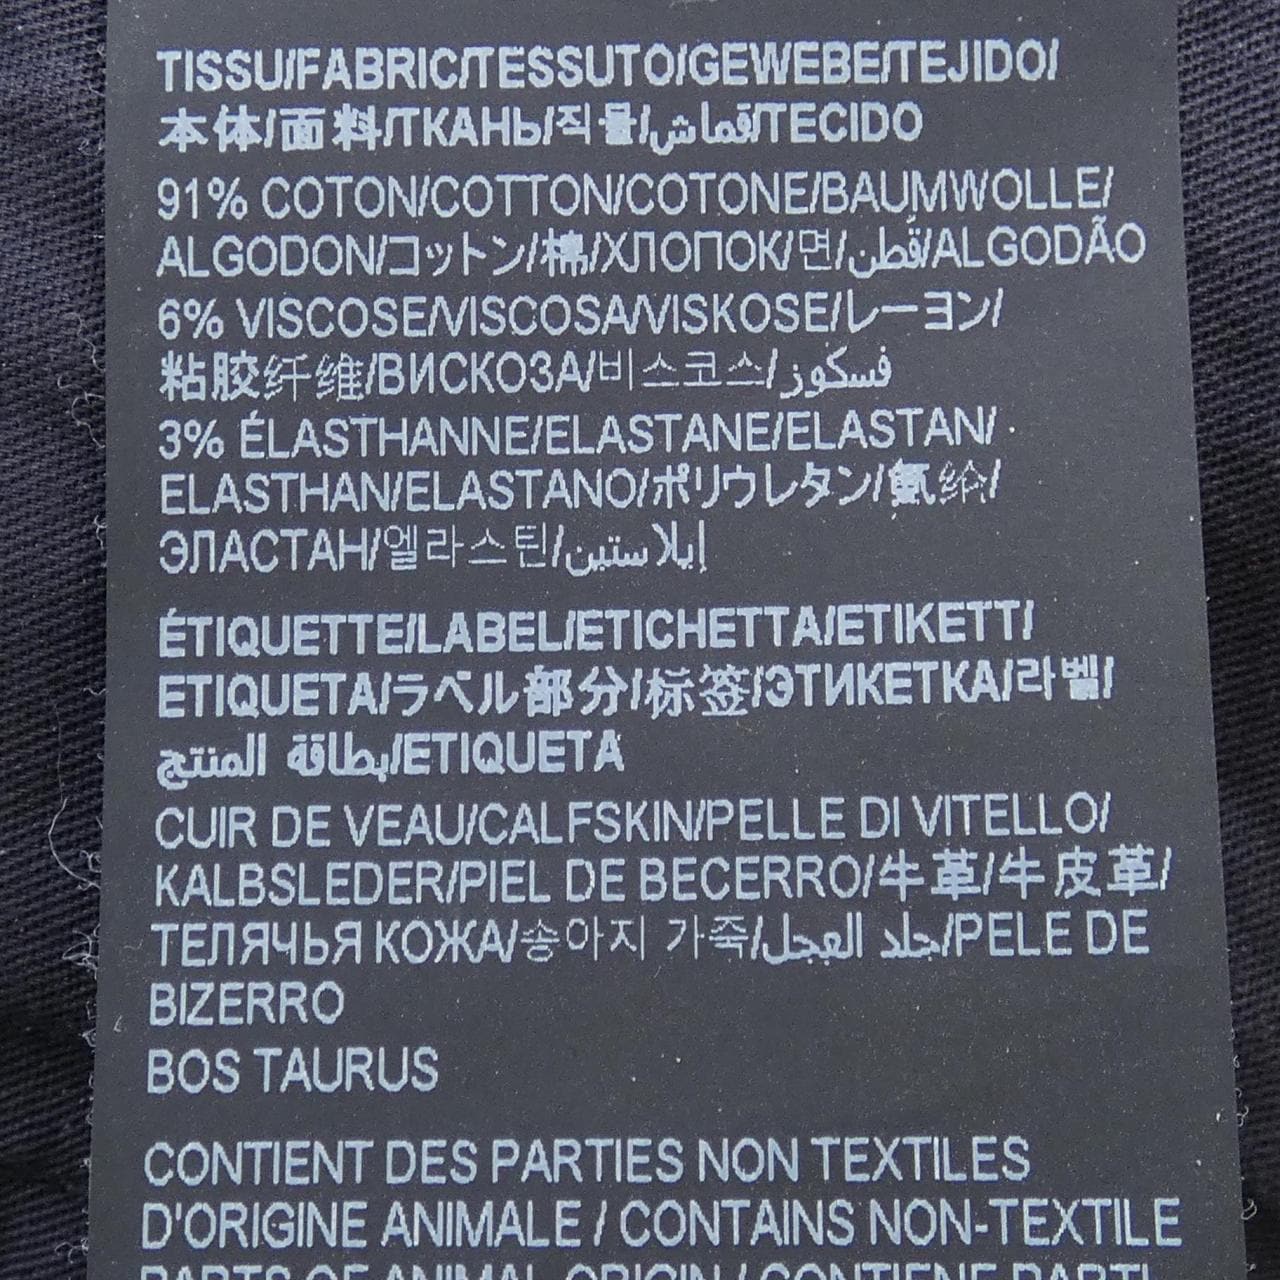 TISSU/FABRIC/TESSUTO/GEWEBE/TEJIDO/
本体/面料/ТКАНЬ/직물/قماش/TECIDO
91% COTON/COTTON/COTONE/BAUMWOLLE/
ALGODON/コットン/棉/ХЛОПОК/면/قطن/ALGODÃO
6% VISCOSE/VISCOSA/VISKOSE/レーヨン/
粘胶纤维/ВИСКОЗА/비스코스/فسكوز
3% ÉLASTHANNE/ELASTANE/ELASTAN/
ELASTHAN/ELASTANO/ポリウレタン/氨纶/
ЭЛАСТАН/엘라스틴/إيلاستين
ÉTIQUETTE/LABEL/ETICHETTA/ETIKETT/
ETIQUETA/ラベル部分/标签/ЭТИКЕТКА/라벨/
بطاقة المنتج/ETIQUETA
CUIR DE VEAU/CALFSKIN/PELLE DI VITELLO/
KALBSLEDER/PIEL DE BECERRO/牛革/牛皮革/
ТЕЛЯЧЬЯ КОЖА/송아지 가죽/جلد العجل/PELE DE
BIZERRO
BOS TAURUS
CONTIENT DES PARTIES NON TEXTILES
D'ORIGINE ANIMALE / CONTAINS NON-TEXTILE
PARTS OF ANIMAL ORIGIN / CONTIENE PARTI